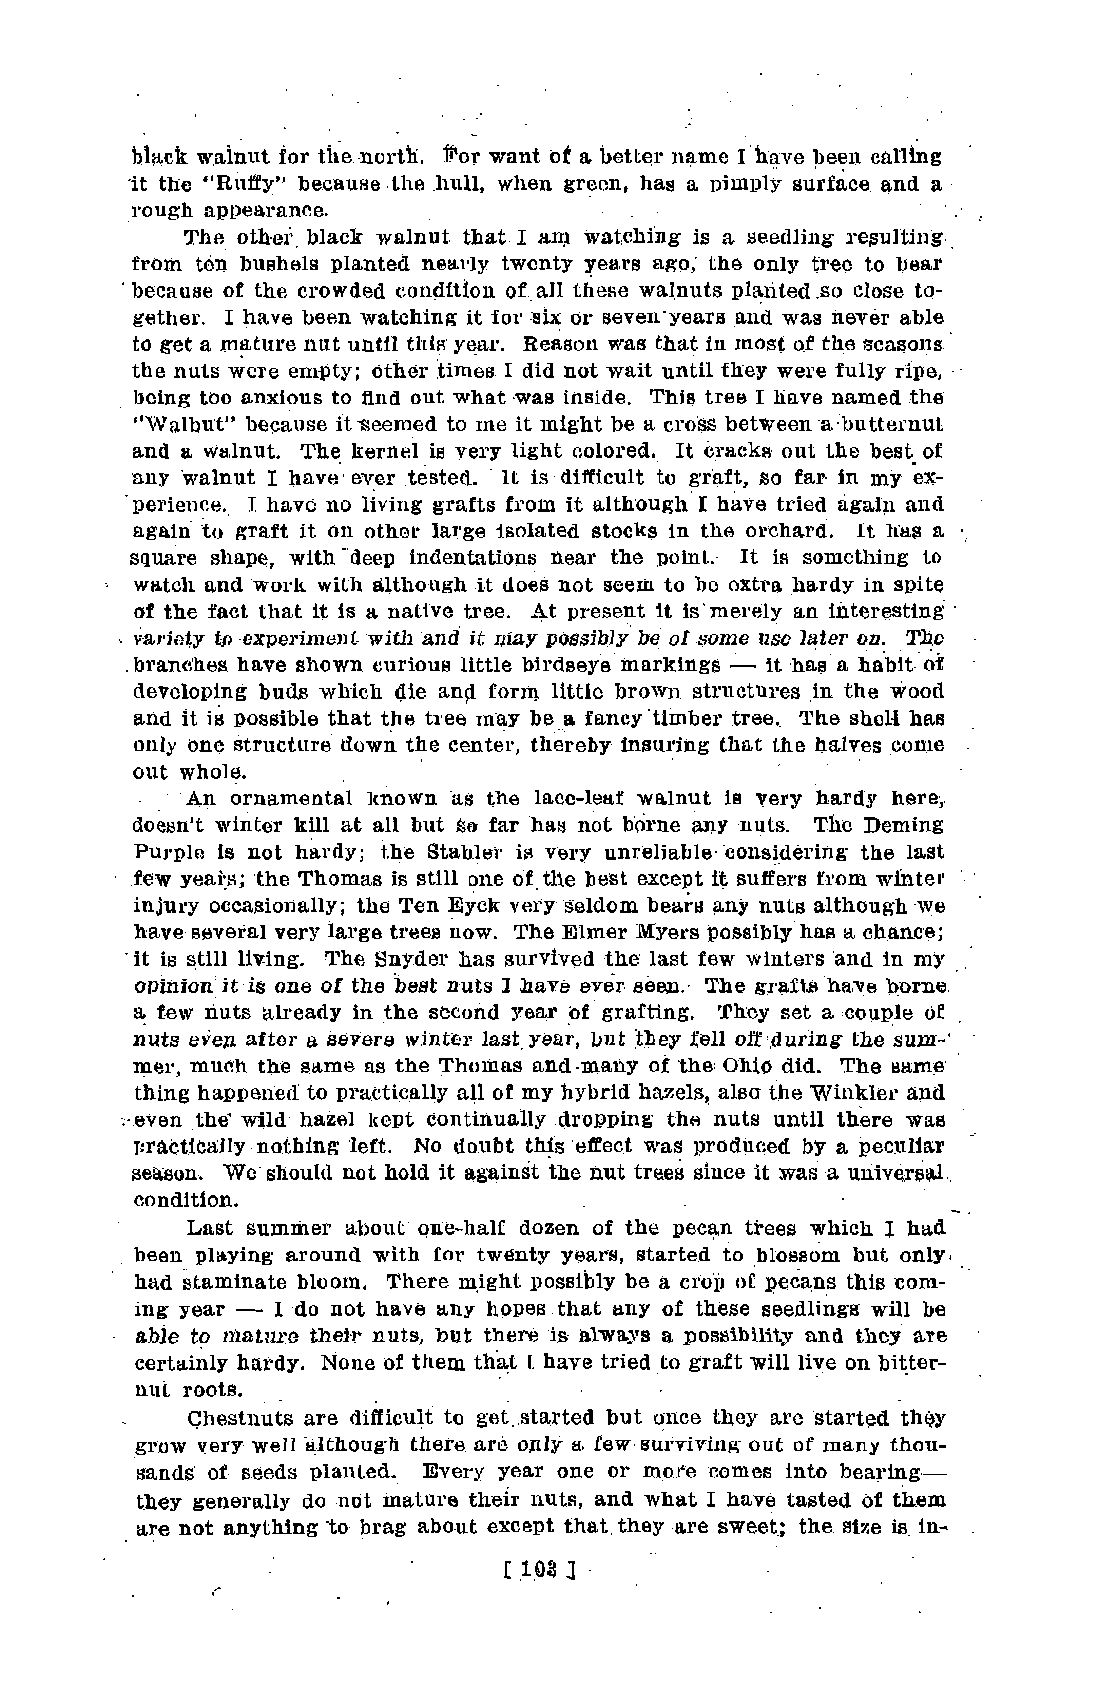 black walnut for the north. For want of a better name I have been calling
it the "Ruffy" because the hull, when green, has a pimply surface and a
rough appearance.
The other black walnut that I am watching is a seedling resulting
from ten bushels planted nearly twenty years ago, the only tree to bear
because of the crowded condition of all these walnuts planted so close to-
gether. I have been watching it for six or seven years and was never able
to get a mature nut until this year. Reason was that in most of the seasons
the nuts were empty; other times I did not wait until they were fully ripe,
being too anxious to find out what was inside. This tree I have named the
"Walbut" because it seemed to me it might be a cross between a butternut
and a walnut. The kernel is very light colored. It cracks out the best of
any walnut I have ever tested. It is difficult to graft, so far in my ex-
perience. I have no living grafts from it although I have tried again and
again to graft it on other large isolated stocks in the orchard. It has a
square shape, with deep indentations near the point. It is something to
watch and work with although it does not seem to be extra hardy in spite
of the fact that it is a native tree. At present it is merely an interesting
variety to experiment with and it may possibly be of some use later on. The
branches have shown curious little birdseye markings — it has a habit of
developing buds which die and form little brown structures in the wood
and it is possible that the tree may be a fancy timber tree. The shell has
only one structure down the center, thereby insuring that the halves come
out whole.
An ornamental known as the lace-leaf walnut is very hardy here,
doesn't winter kill at all but so far has not borne any nuts. The Deming
Purple is not hardy; the Stabler is very unreliable considering the last
few years; the Thomas is still one of the best except it suffers from winter
injury occasionally; the Ten Eyck very seldom bears any nuts although we
have several very large trees now. The Elmer Myers possibly has a chance;
it is still living. The Snyder has survived the last few winters and in my
opinion it is one of the best nuts I have ever seen. The grafts have borne
a few nuts already in the second year of grafting. They set a couple of
nuts even after a severe winter last year, but they fell off during the sum-
mer, much the same as the Thomas and many of the Ohio did. The same
thing happened to practically all of my hybrid hazels, also the Winkler and
even the wild hazel kept continually dropping the nuts until there was
practically nothing left. No doubt this effect was produced by a peculiar
season. We should not hold it against the nut trees since it was a universal
condition.
Last summer about one-half dozen of the pecan trees which I had
been playing around with for twenty years, started to blossom but only
had staminate bloom. There might possibly be a crop of pecans this com-
ing year — I do not have any hopes that any of these seedlings will be
able to mature their nuts, but there is always a possibility and they are
certainly hardy. None of them that I have tried to graft will live on bitter-
nut roots.
Chestnuts are difficult to get started but once they are started they
grow very well although there are only a few surviving out of many thou-
sands of seeds planted. Every year one or more comes into bearing—
they generally do not mature their nuts, and what I have tasted of them
are not anything to brag about except that they are sweet; the size is in-
[ 103 ]